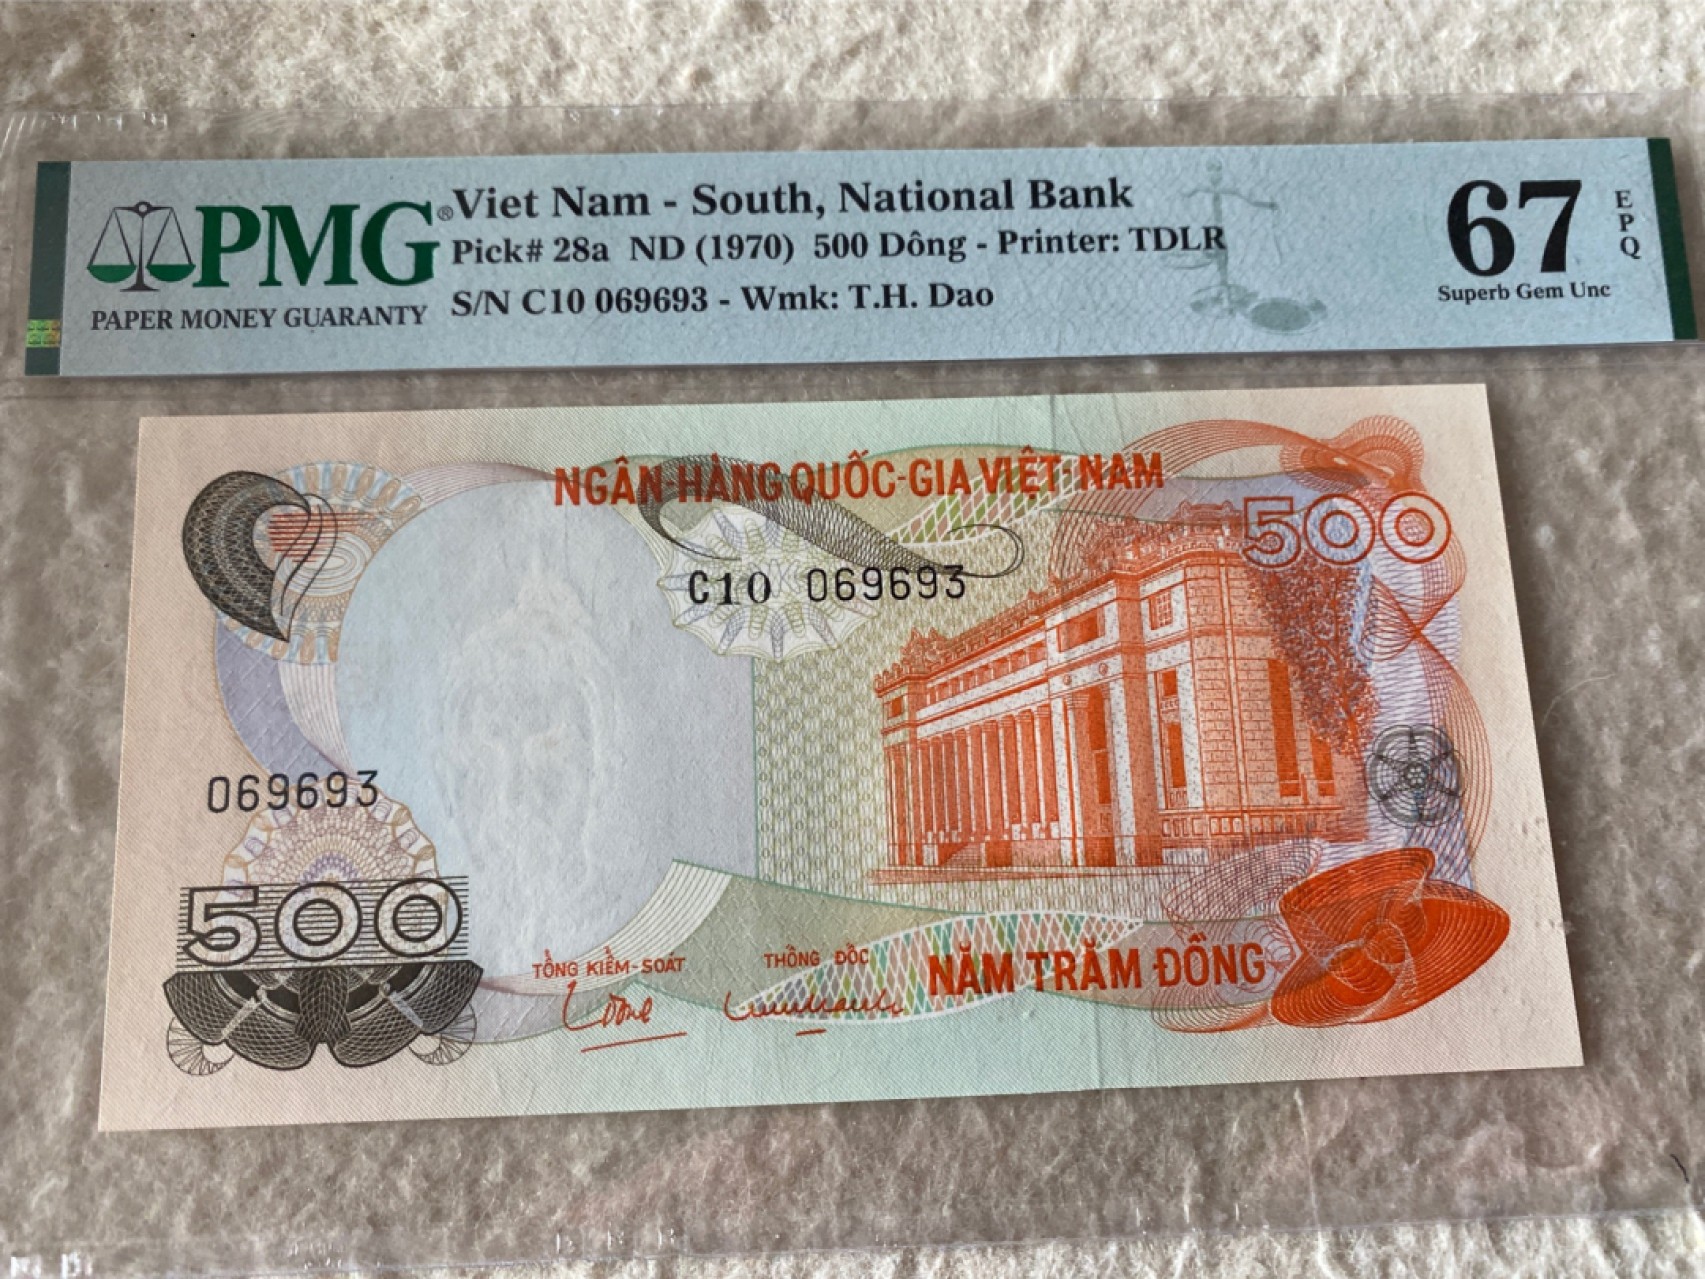 PMG®
PAPER MONEY GUARANTY
Viet Nam - South, National Bank
Pick# 28a ND (1970) 500 Dông - Printer: TDLR
S/N C10 069693 - Wmk: T.H. Dao
67
EPQ
Superb Gem Unc
NGÂN-HÀNG QUỐC-GIA VIỆT-NAM
500
C10 069693
069693
500
TỔNG KIỂM-SOÁT
THỐNG ĐỐC
NĂM TRĂM ĐỒNG